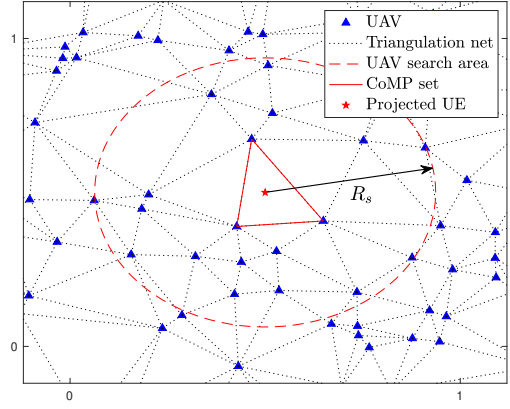 UAV
Triangulation net
UAV search area
CoMP set
Projected UE
1
R_s
0
0
1